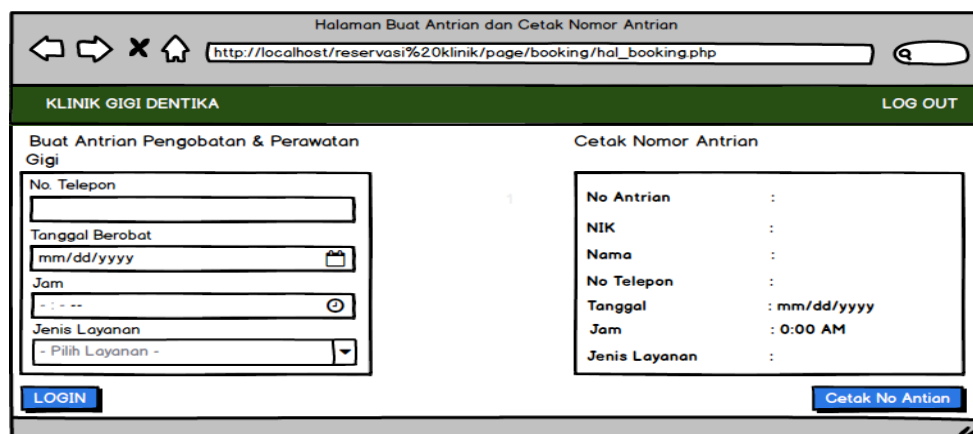 Halaman Buat Antrian dan Cetak Nomor Antrian
http://localhost/reservasi%20klinik/page/booking/hal_booking.php
KLINIK GIGI DENTIKA
LOG OUT
Buat Antrian Pengobatan & Perawatan
Gigi
No. Telepon
Tanggal Berobat
mm/dd/yyyy
Jam
- : - --
Jenis Layanan
- Pilih Layanan -
LOGIN
1
Cetak Nomor Antrian
No Antrian :
NIK :
Nama :
No Telepon :
Tanggal : mm/dd/yyyy
Jam : 0:00 AM
Jenis Layanan :
Cetak No Antian